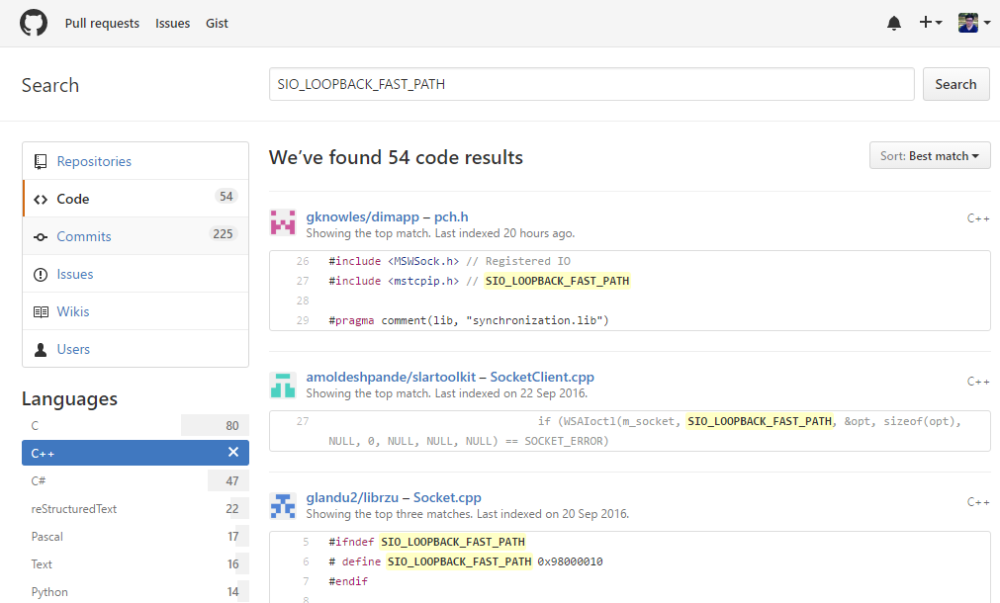 Pull requests Issues Gist
Search
SIO_LOOPBACK_FAST_PATH
Search
Repositories
Code 54
Commits 225
Issues
Wikis
Users
Languages
C 80
C++
C# 47
reStructuredText 22
Pascal 17
Text 16
Python 14
We've found 54 code results
Sort: Best match
gknowles/dimapp – pch.h
C++
Showing the top match. Last indexed 20 hours ago.
26 #include <MSWSock.h> // Registered IO
27 #include <mstcpip.h> // SIO_LOOPBACK_FAST_PATH
28
29 #pragma comment(lib, "synchronization.lib")
amoldeshpande/slartoolkit – SocketClient.cpp
C++
Showing the top match. Last indexed on 22 Sep 2016.
27 if (WSAIoctl(m_socket, SIO_LOOPBACK_FAST_PATH, &opt, sizeof(opt),
NULL, 0, NULL, NULL, NULL) == SOCKET_ERROR)
glandu2/librzu – Socket.cpp
C++
Showing the top three matches. Last indexed on 20 Sep 2016.
5 #ifndef SIO_LOOPBACK_FAST_PATH
6 # define SIO_LOOPBACK_FAST_PATH 0x98000010
7 #endif
8